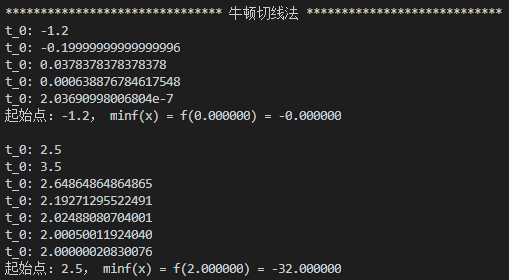 ******************************* 牛顿切线法 ****************************
t_0: -1.2
t_0: -0.19999999999999996
t_0: 0.0378378378378378
t_0: 0.000638876784617548
t_0: 2.03690998006804e-7
起始点：-1.2， minf(x) = f(0.000000) = -0.000000
t_0: 2.5
t_0: 3.5
t_0: 2.64864864864865
t_0: 2.19271295522491
t_0: 2.02488080704001
t_0: 2.00050011924040
t_0: 2.00000020830076
起始点：2.5， minf(x) = f(2.000000) = -32.000000